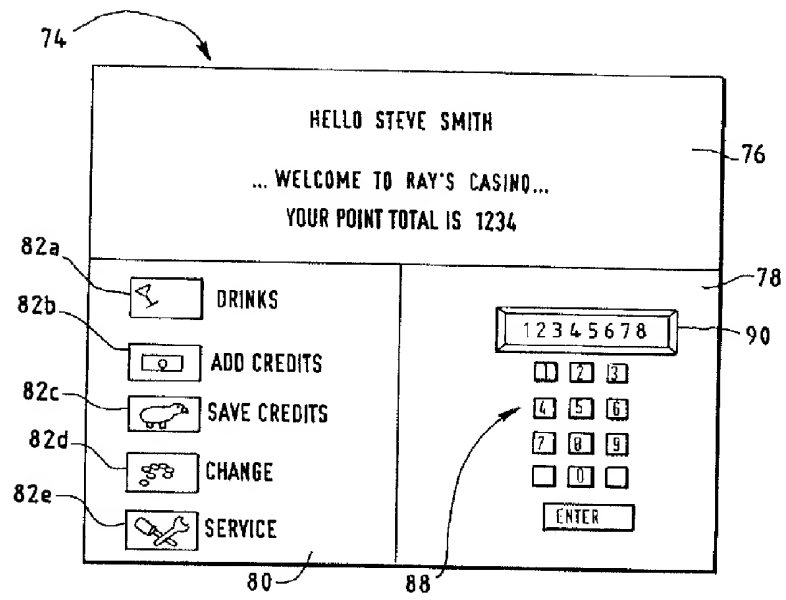 74
HELLO STEVE SMITH
76
... WELCOME TO RAY'S CASINO...
YOUR POINT TOTAL IS 1234
82a
78
DRINKS
82b
12345678
90
ADD CREDITS
1 2 3
82c
SAVE CREDITS
4 5 6
82d
7 8 9
CHANGE
0
82e
ENTER
SERVICE
80
88